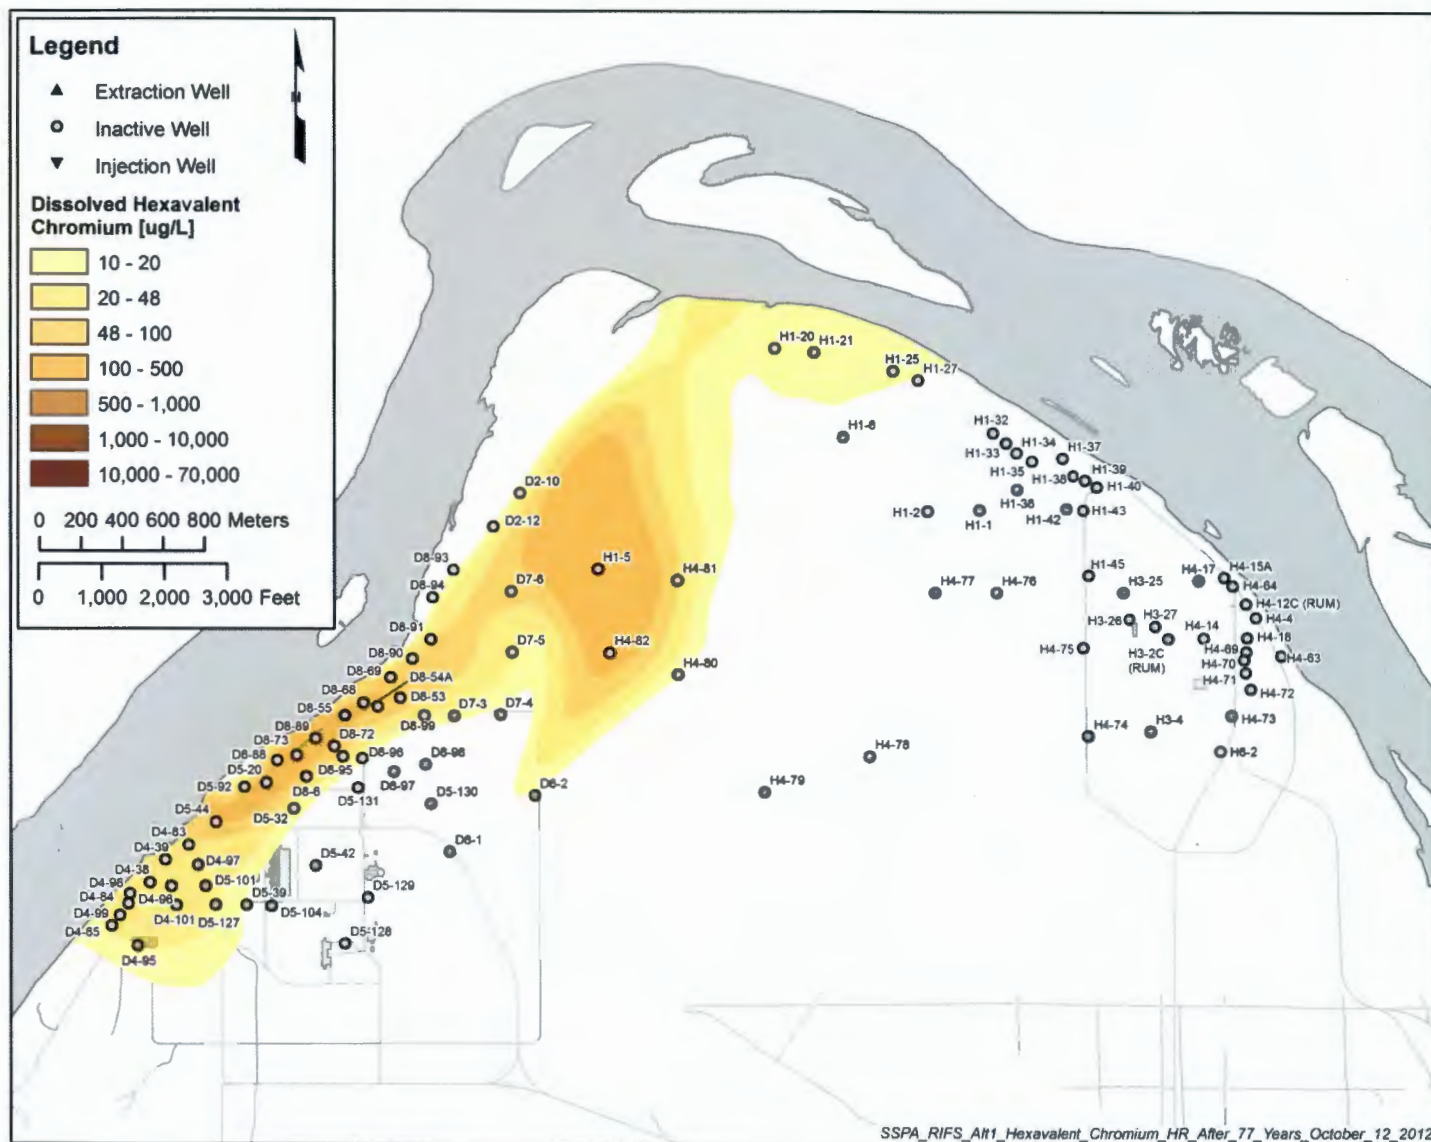 Legend
N
Extraction Well
Inactive Well
Injection Well
Dissolved Hexavalent
Chromium [ug/L]
10 - 20
20 - 48
48 - 100
100 - 500
500 - 1,000
1,000 - 10,000
10,000 - 70,000
0 200 400 600 800 Meters
0 1,000 2,000 3,000 Feet
H1-20
H1-21
H1-25
H1-27
H1-6
H1-32
H1-33
H1-34
H1-35
H1-37
H1-38
H1-39
H1-40
H1-36
H1-2
H1-1
H1-42
H1-43
D2-10
D2-12
D8-93
D8-94
H1-5
H4-81
D7-6
H4-77
H4-76
H1-45
H3-25
H4-17
H4-15A
H4-64
H4-12C (RUM)
H4-4
H3-26
H3-27
H4-14
H4-18
D8-91
D8-90
D7-5
H4-82
H4-75
H3-2C
(RUM)
H4-69
H4-63
H4-70
H4-71
H4-72
D8-69
D8-54A
H4-80
D8-68
D8-53
D8-55
D8-99
D7-3
D7-4
H4-73
H4-74
H3-4
H6-2
D8-89
D8-73
D8-72
D8-88
D8-96
D8-98
H4-78
D5-20
D8-95
D8-97
D5-92
D8-6
D5-131
D5-130
D6-2
H4-79
D5-44
D5-32
D4-83
D4-39
D4-97
D5-42
D6-1
D4-38
D5-101
D5-39
D5-129
D4-98
D4-84
D4-96
D4-99
D4-101
D5-127
D5-104
D4-85
D4-95
D5-128
SSPA_RIFS_Alt1_Hexavalent_Chromium_HR_After_77_Years_October_12_2012